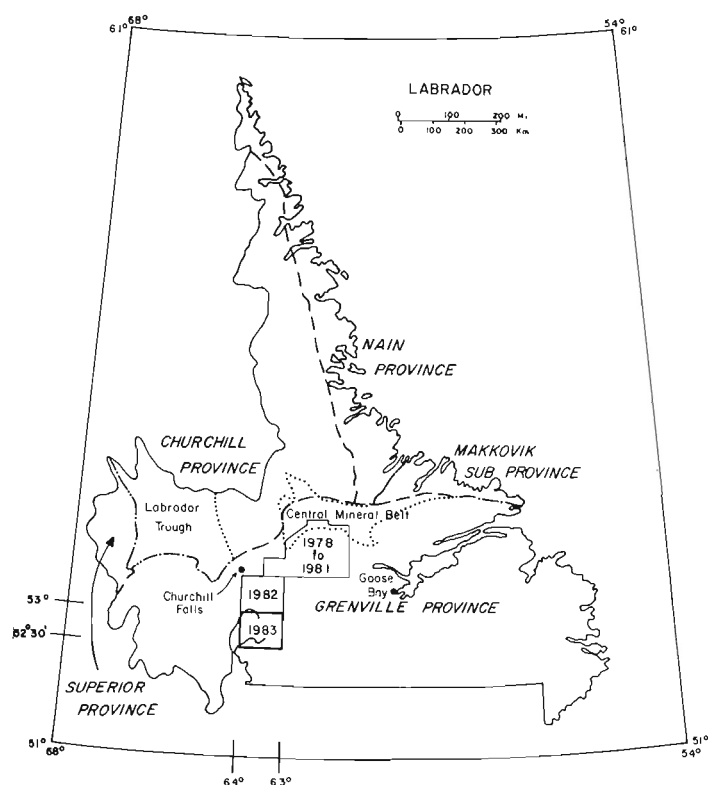 68°
61°
54°
61°
LABRADOR
0 100 200 Mi
0 100 200 300 Km
NAIN
PROVINCE
CHURCHILL
PROVINCE
MAKKOVIK
SUB PROVINCE
Labrador
Trough
Central Mineral Belt
1978
to
1981
Churchill
Falls
1982
Goose
Bay
53°
GRENVILLE PROVINCE
52°30'
1983
SUPERIOR
PROVINCE
51°
68°
51°
54°
64°
63°